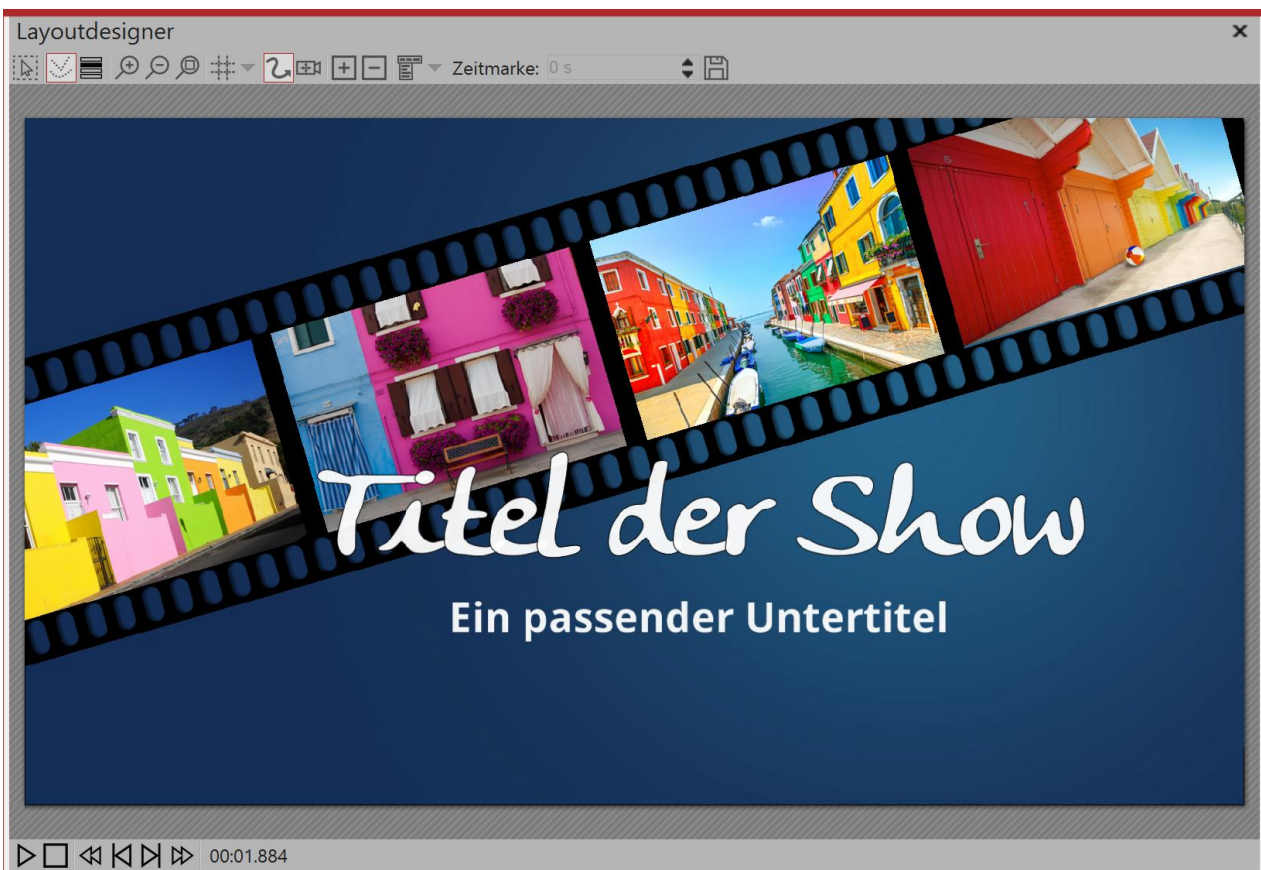 Layoutdesigner
Zeitmarke: 0 s
Titel der Show
Ein passender Untertitel
00:01.884